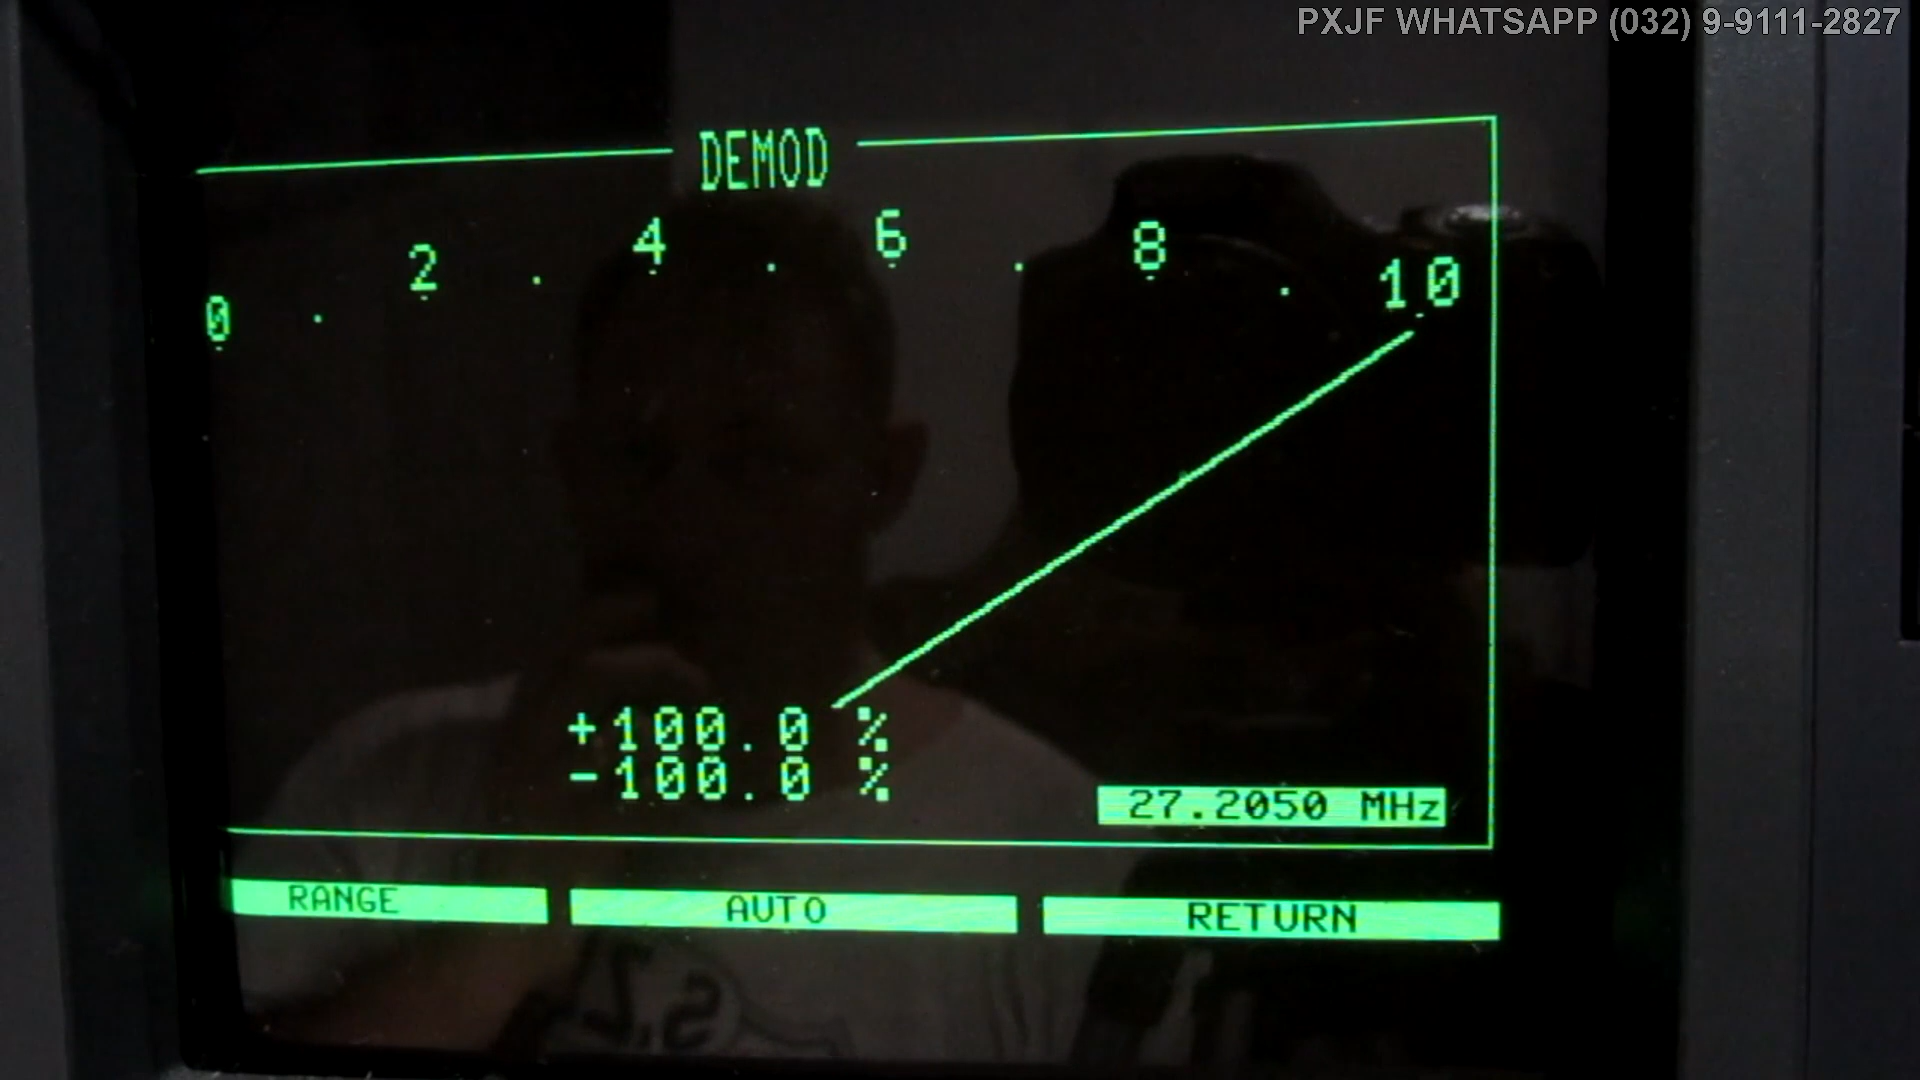 PXJF WHATSAPP (032) 9-9111-2827
DEMOD
0 2 4 6 8 10
+100.0 %
-100.0 %
27.2050 MHz
RANGE AUTO RETURN